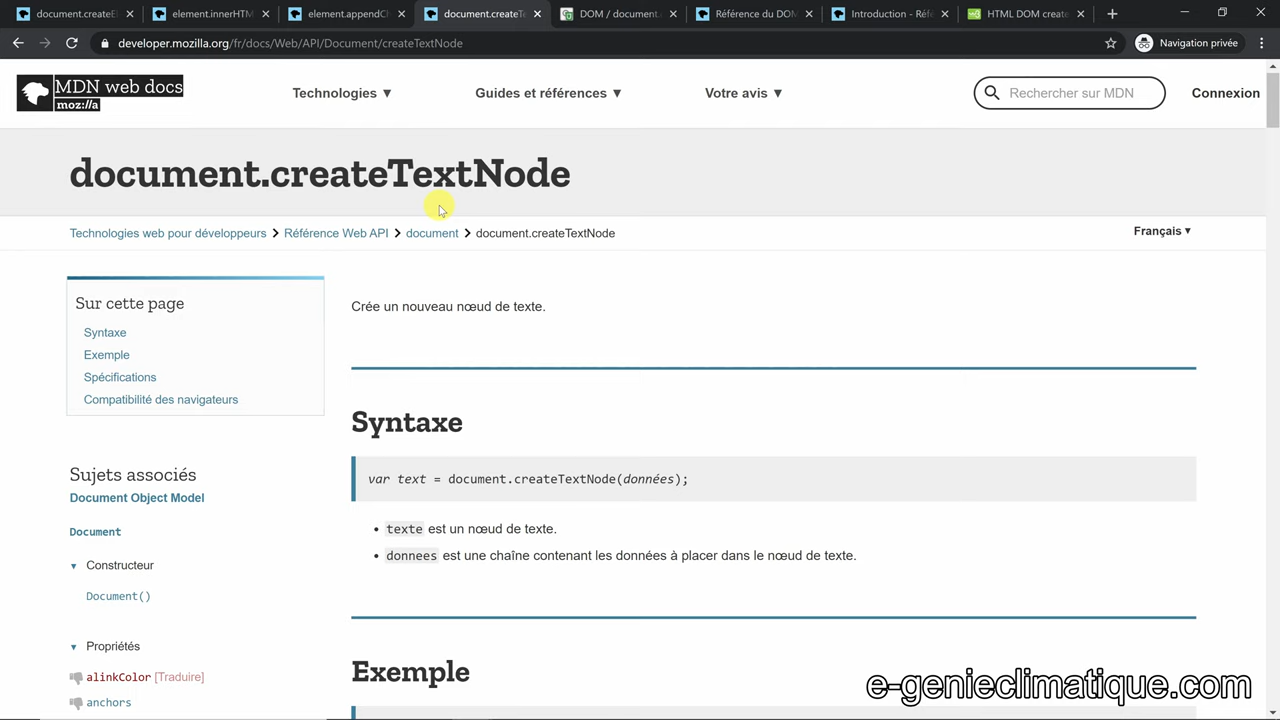 document.createEl
element.innerHTM
element.appendCh
document.createTe
DOM / document.
Référence du DOM
Introduction - Réf
HTML DOM create
developer.mozilla.org/fr/docs/Web/API/Document/createTextNode
Navigation privée
MDN web docs
moz://a
Technologies ▼
Guides et références ▼
Votre avis ▼
Rechercher sur MDN
Connexion
document.createTextNode
Technologies web pour développeurs > Référence Web API > document > document.createTextNode
Français ▼
Sur cette page
Syntaxe
Exemple
Spécifications
Compatibilité des navigateurs
Sujets associés
Document Object Model
Document
Constructeur
Document()
Propriétés
alinkColor [Traduire]
anchors
Crée un nouveau nœud de texte.
Syntaxe
var text = document.createTextNode(données);
• texte est un nœud de texte.
• donnees est une chaîne contenant les données à placer dans le nœud de texte.
Exemple
e-genieclimatique.com